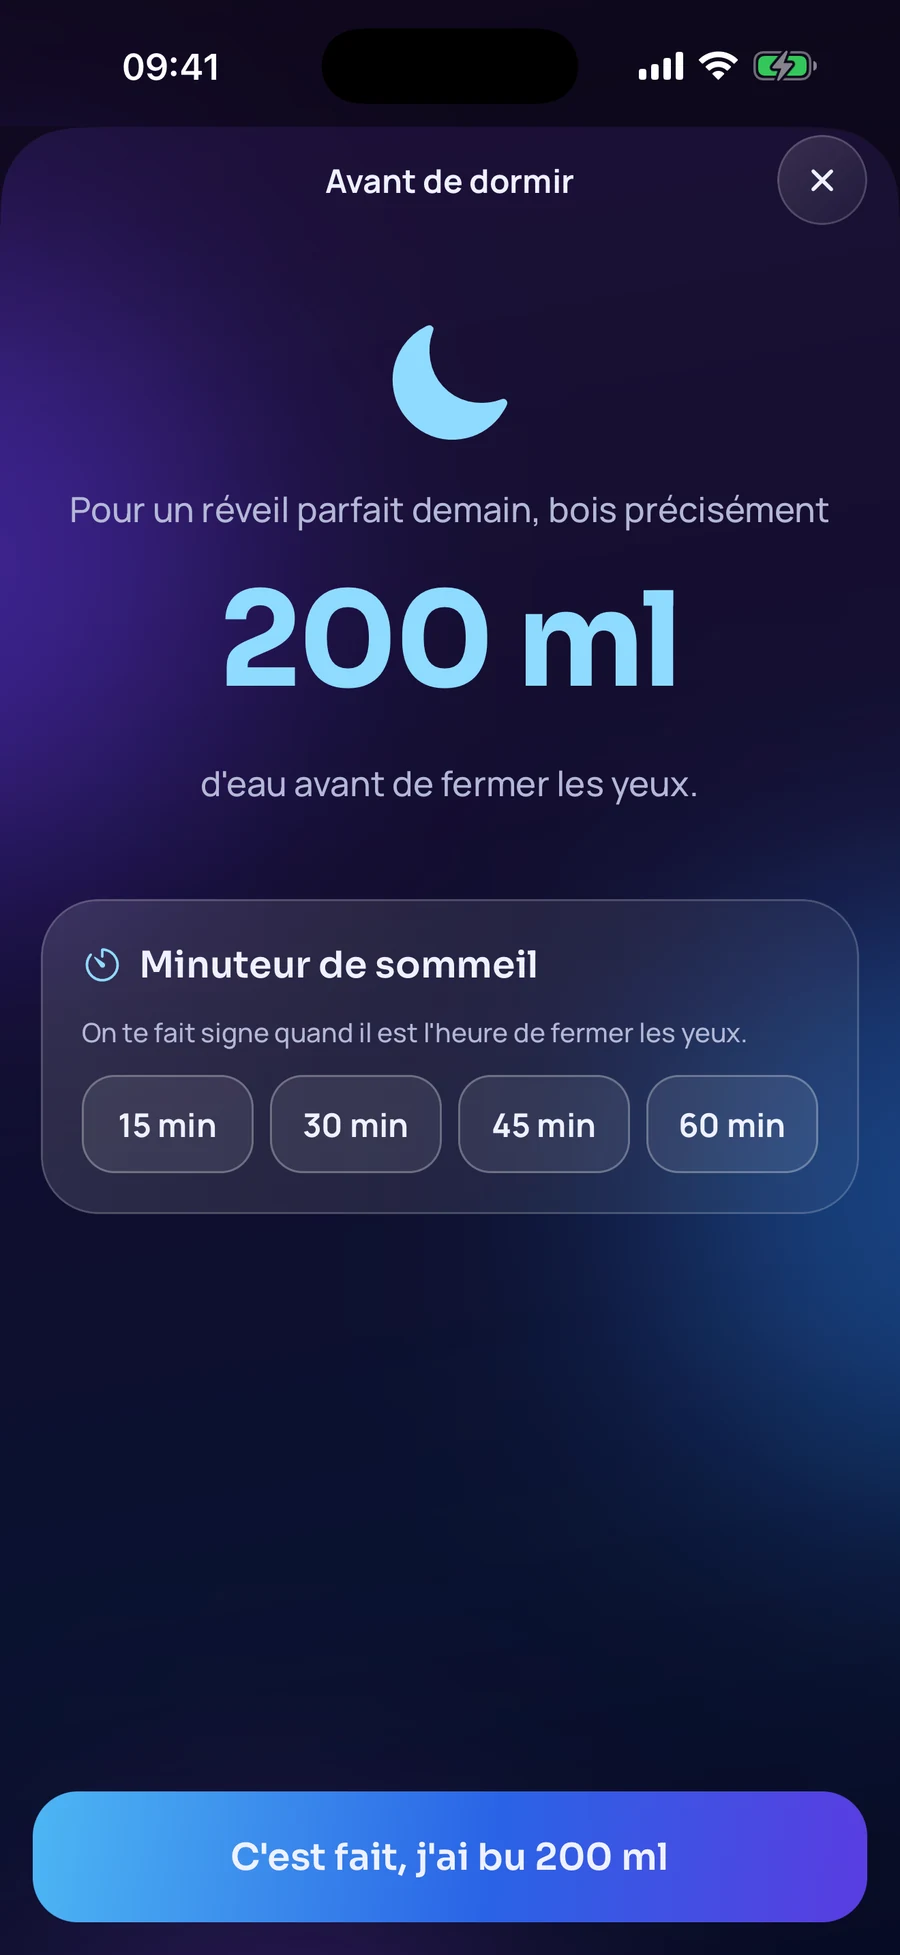 09:41
Avant de dormir
Pour un réveil parfait demain, bois précisément
200 ml
d'eau avant de fermer les yeux.
Minuteur de sommeil
On te fait signe quand il est l'heure de fermer les yeux.
15 min
30 min
45 min
60 min
C'est fait, j'ai bu 200 ml